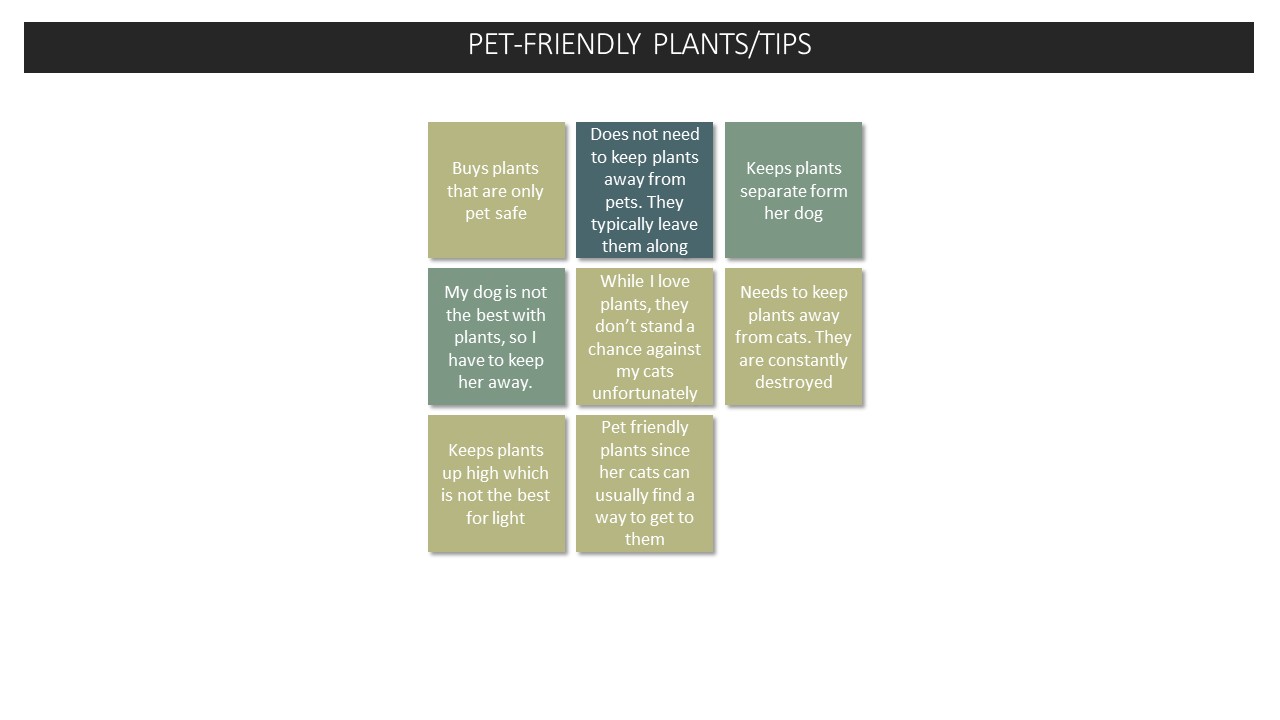 PET-FRIENDLY PLANTS/TIPS
Buys plants
that are only
pet safe
Does not need
to keep plants
away from
pets. They
typically leave
them along
Keeps plants
separate form
her dog
My dog is not
the best with
plants, so I
have to keep
her away.
While I love
plants, they
don’t stand a
chance against
my cats
unfortunately
Needs to keep
plants away
from cats. They
are constantly
destroyed
Keeps plants
up high which
is not the best
for light
Pet friendly
plants since
her cats can
usually find a
way to get to
them